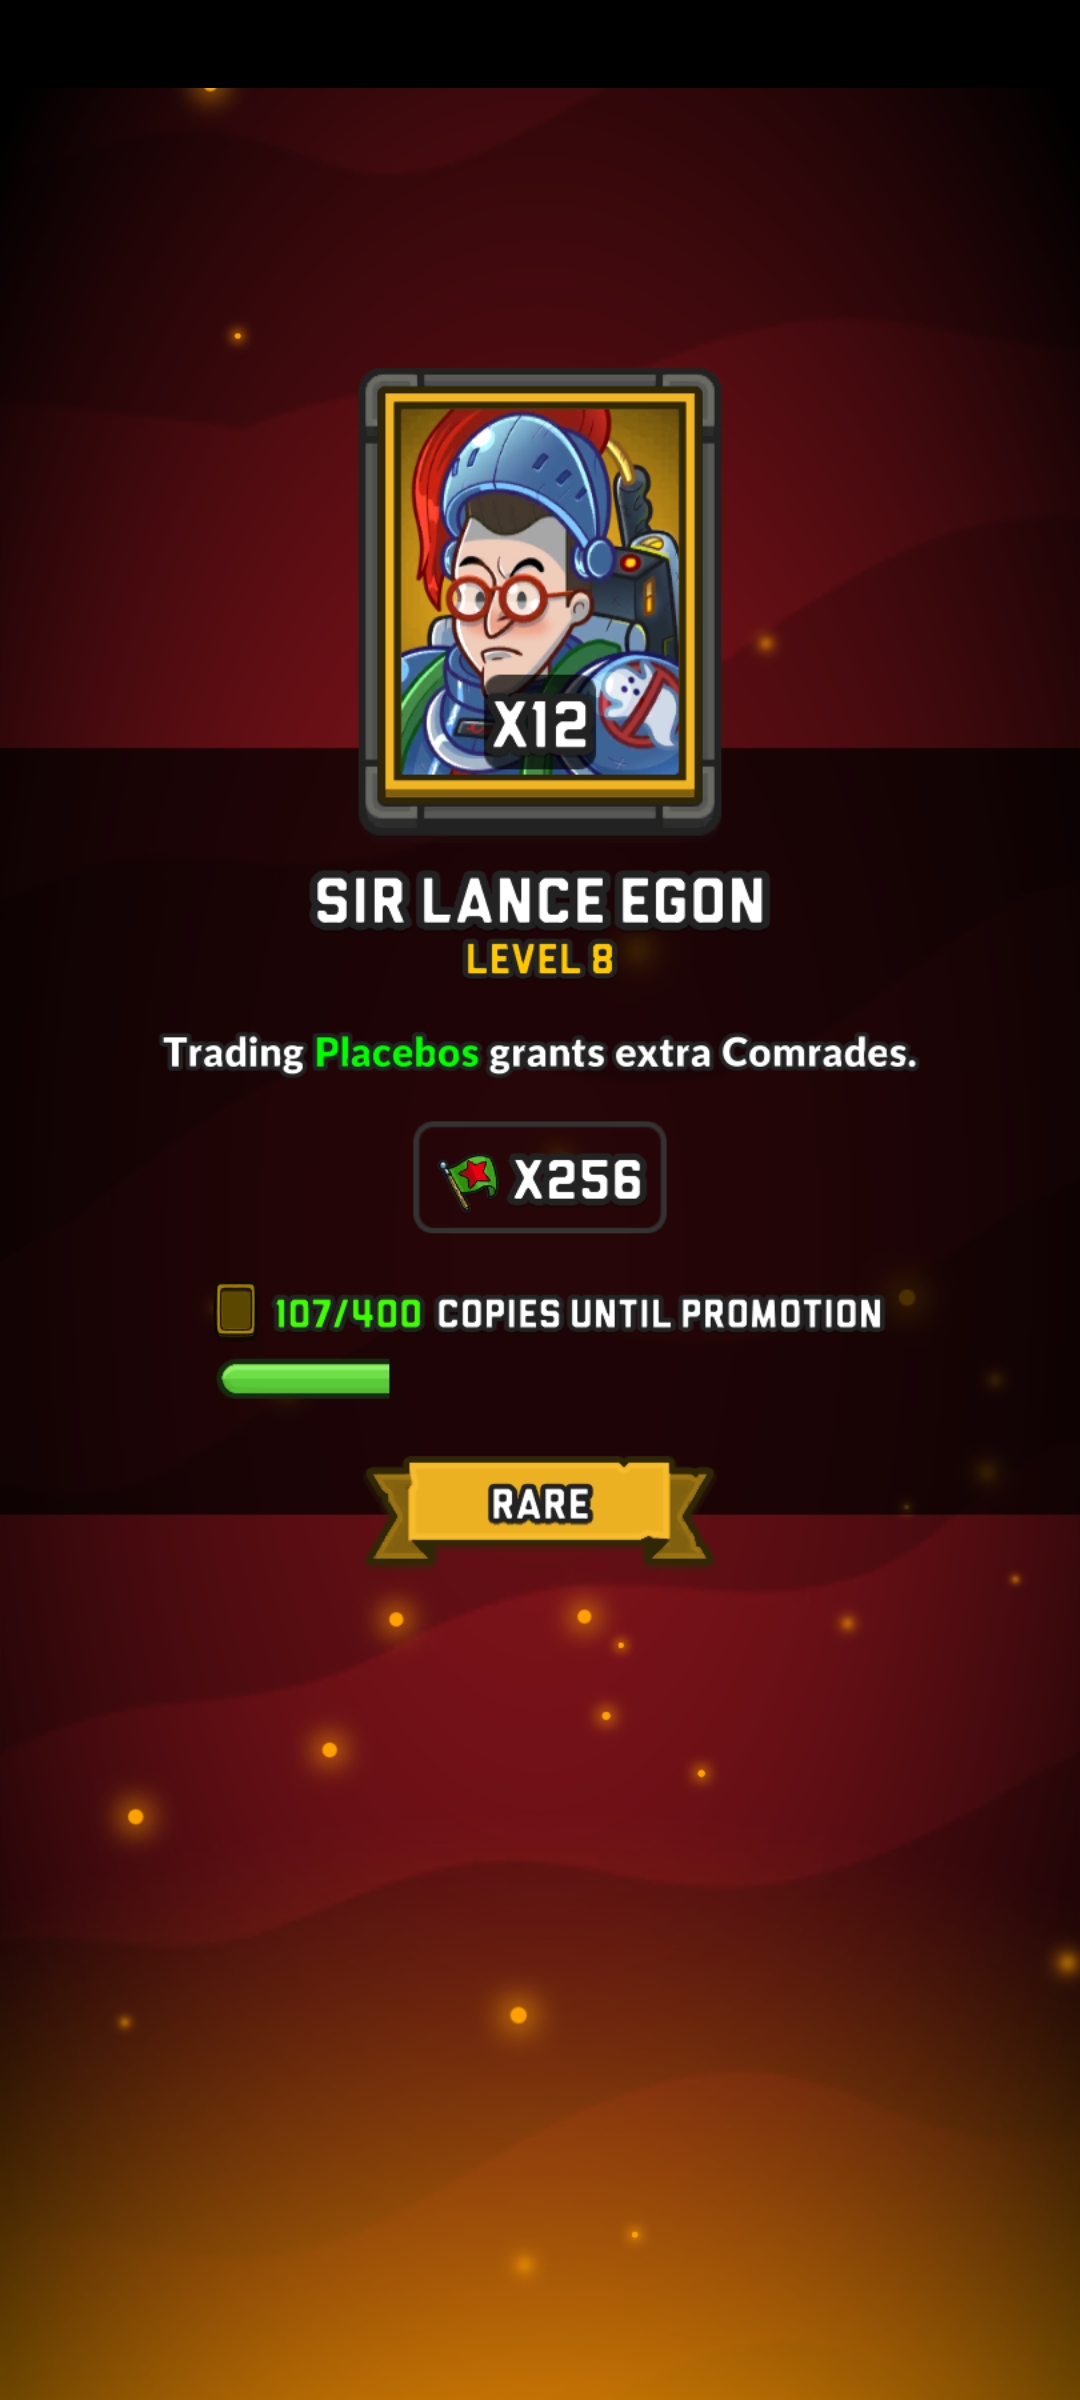 X12
SIR LANCE EGON
LEVEL 8
Trading Placebos grants extra Comrades.
X256
107/400 COPIES UNTIL PROMOTION
RARE